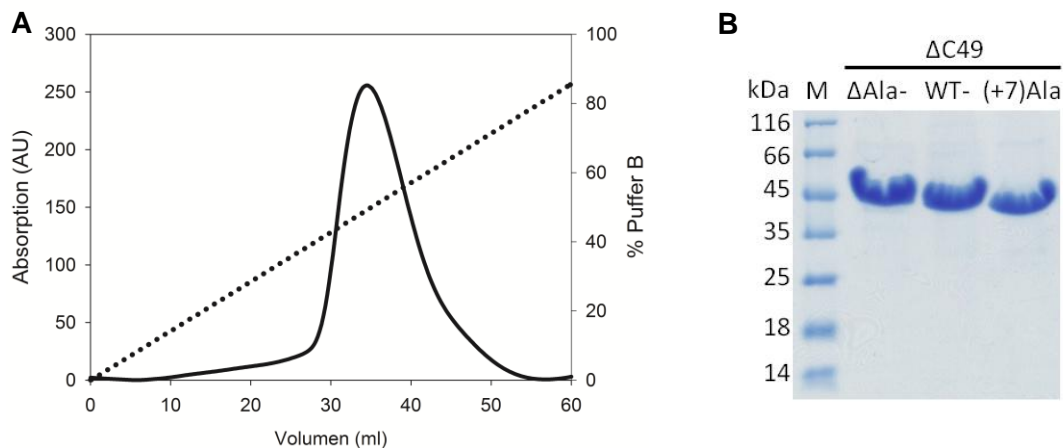 A
Absorption (AU)
300
250
200
150
100
50
0
0 10 20 30 40 50 60
Volumen (ml)
100
80
60
40
20
0
% Puffer B
B
ΔC49
kDa M ΔAla- WT- (+7)Ala
116
66
45
35
25
18
14